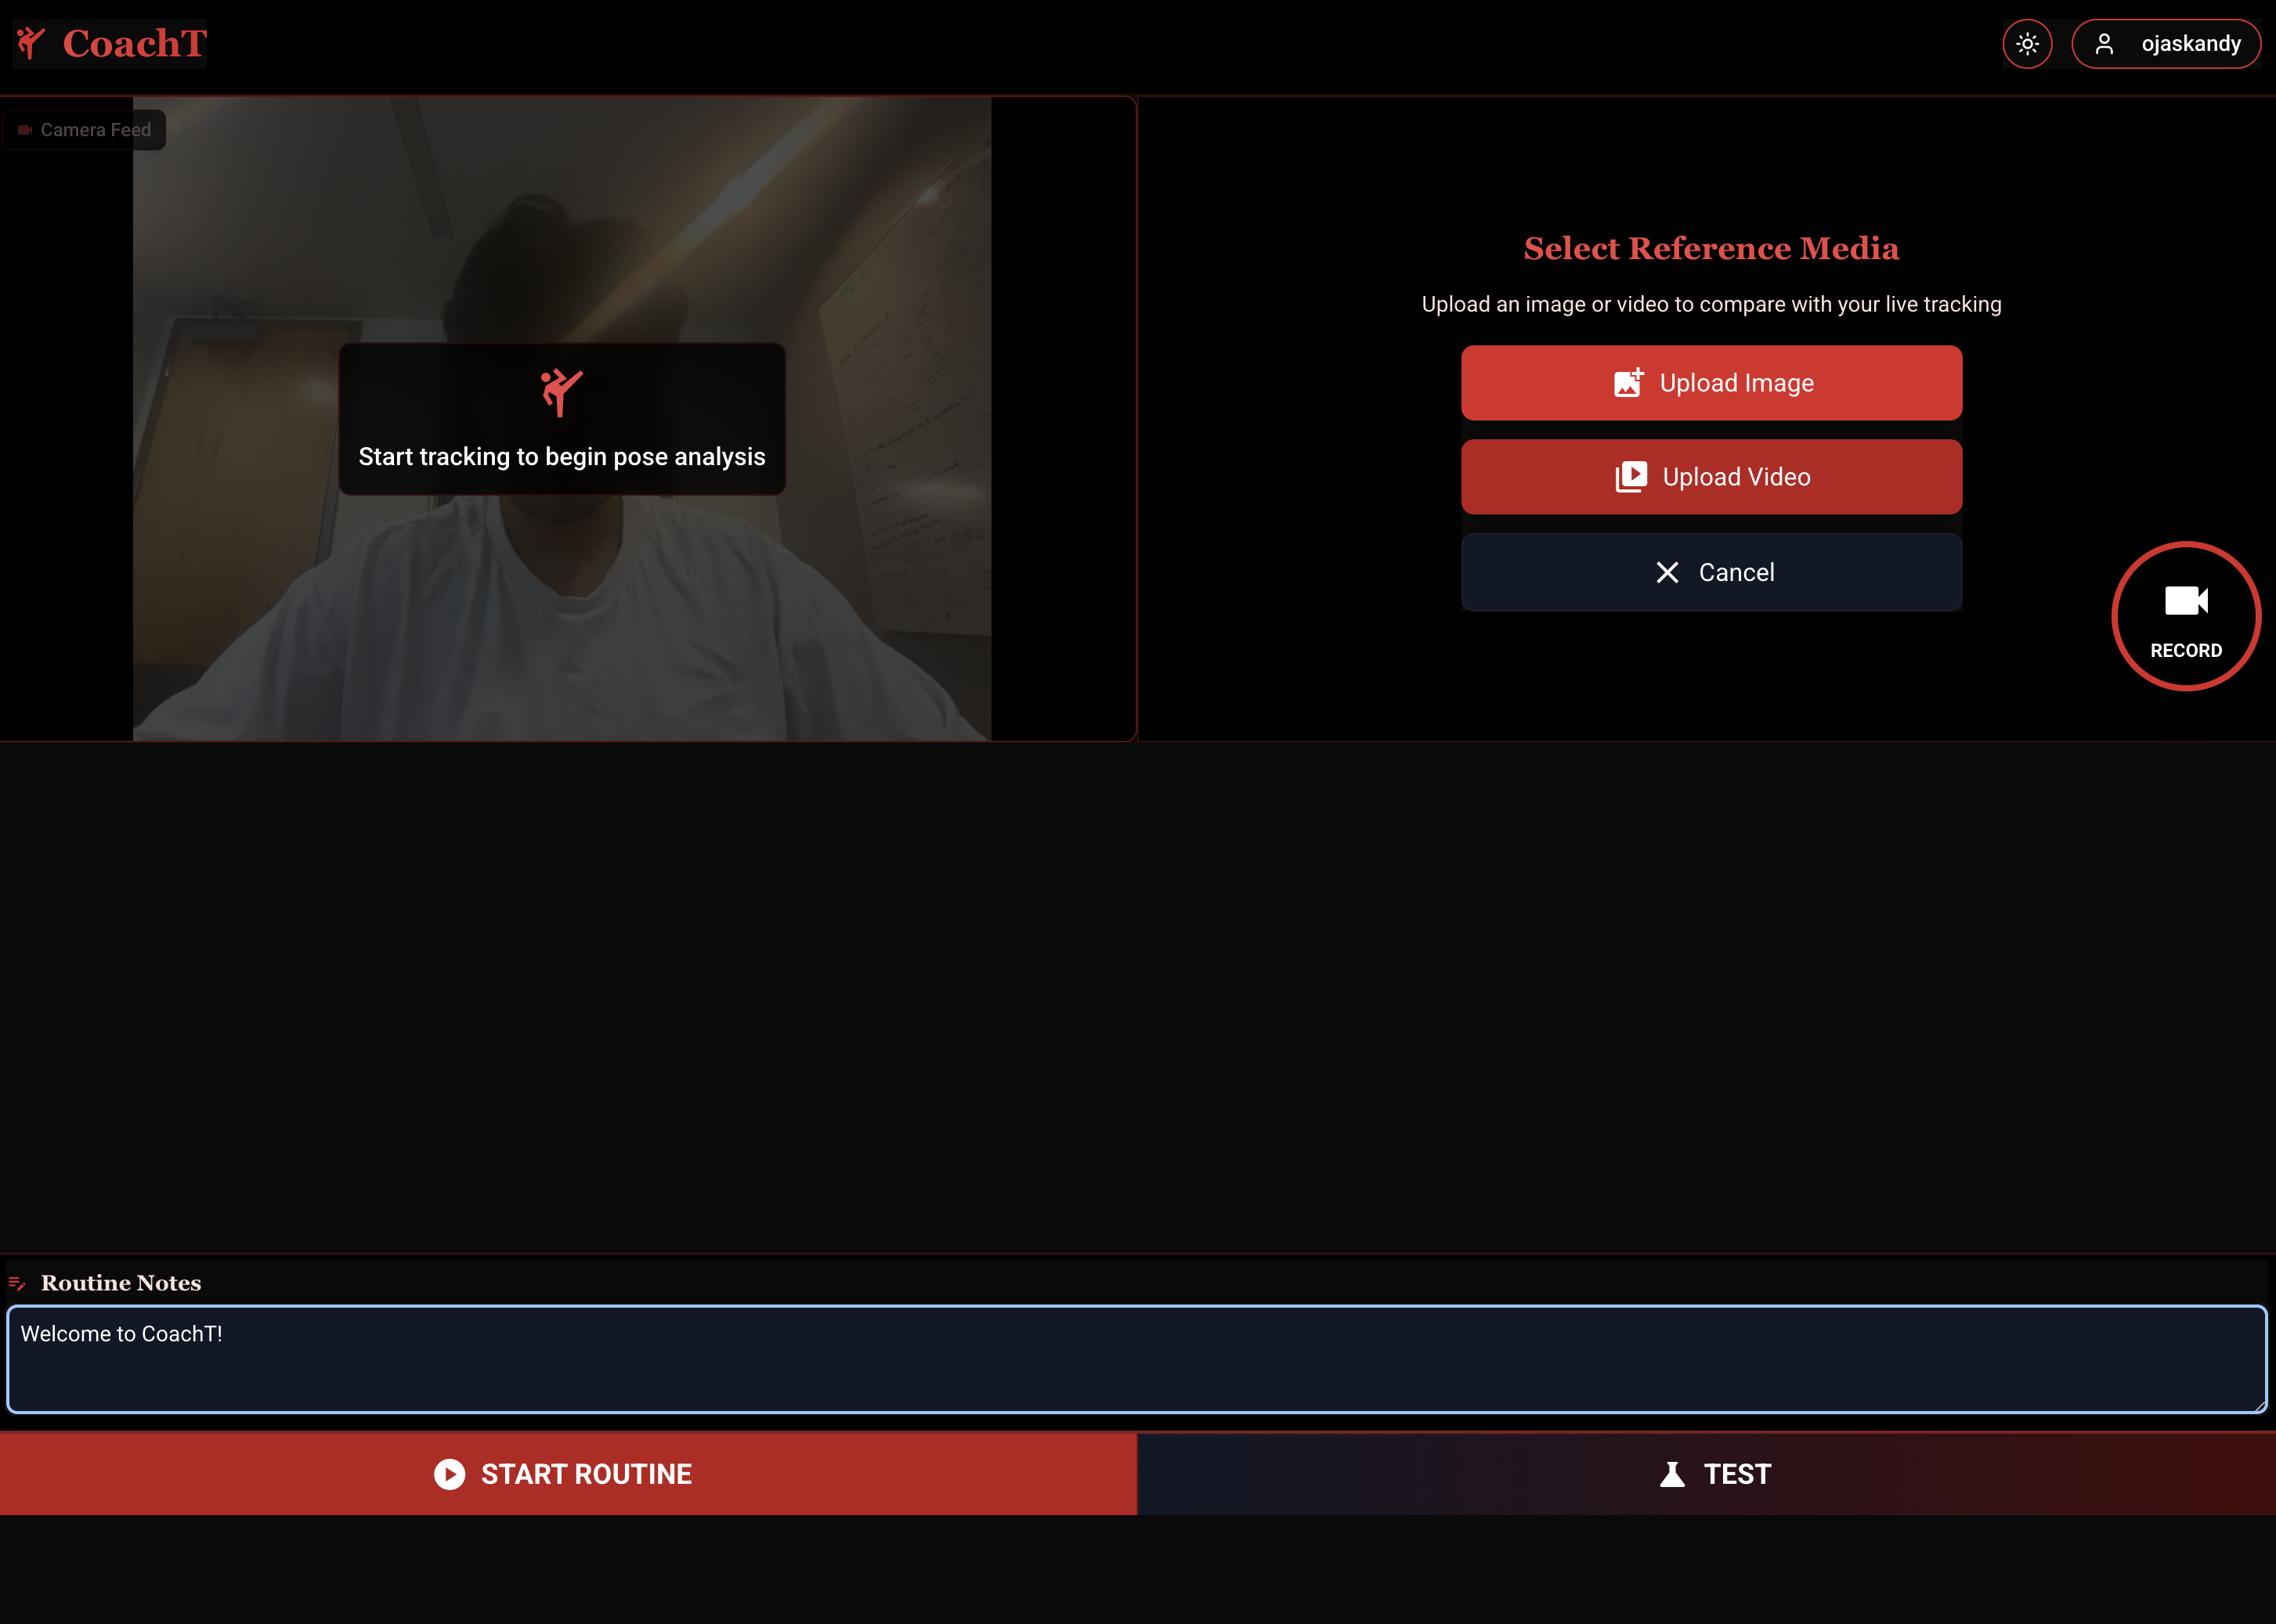 CoachT
ojaskandy
Camera Feed
Start tracking to begin pose analysis
Select Reference Media
Upload an image or video to compare with your live tracking
Upload Image
Upload Video
Cancel
RECORD
Routine Notes
Welcome to CoachT!
START ROUTINE
TEST